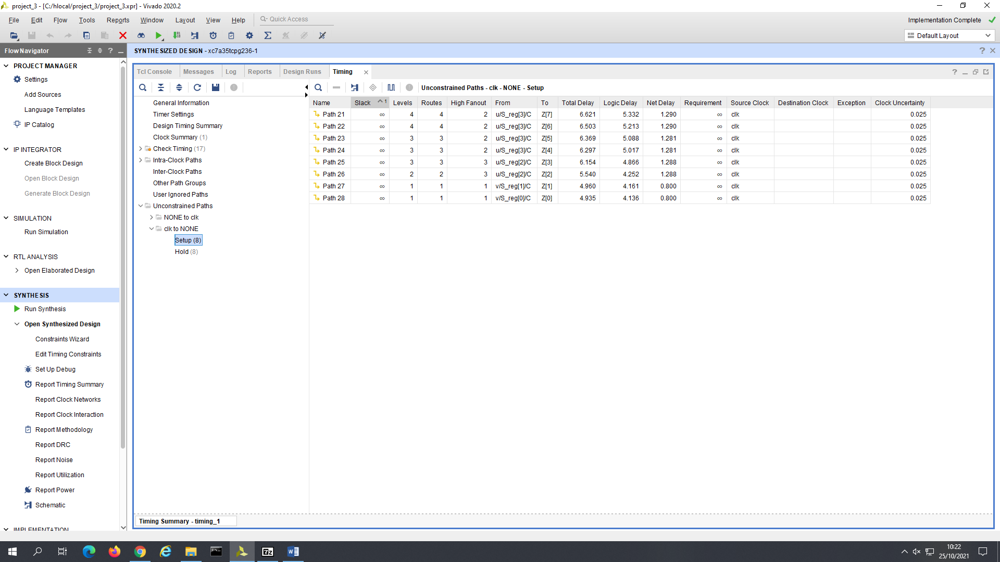 project_3 - [C:/hlocal/project_3/project_3.xpr] - Vivado 2020.2
File Edit Flow Tools Reports Window Layout View Help Quick Access Implementation Complete
Default Layout
Flow Navigator
SYNTHESIZED DESIGN - xc7a35tcpg236-1
PROJECT MANAGER
Settings
Add Sources
Language Templates
IP Catalog
IP INTEGRATOR
Create Block Design
Open Block Design
Generate Block Design
SIMULATION
Run Simulation
RTL ANALYSIS
Open Elaborated Design
SYNTHESIS
Run Synthesis
Open Synthesized Design
Constraints Wizard
Edit Timing Constraints
Set Up Debug
Report Timing Summary
Report Clock Networks
Report Clock Interaction
Report Methodology
Report DRC
Report Noise
Report Utilization
Report Power
Schematic
IMPLEMENTATION
Tcl Console Messages Log Reports Design Runs Timing
General Information
Timer Settings
Design Timing Summary
Clock Summary (1)
Check Timing (17)
Intra-Clock Paths
Inter-Clock Paths
Other Path Groups
User Ignored Paths
Unconstrained Paths
NONE to clk
clk to NONE
Setup (8)
Hold (8)
Unconstrained Paths - clk - NONE - Setup
Name Slack 1 Levels Routes High Fanout From To Total Delay Logic Delay Net Delay Requirement Source Clock Destination Clock Exception Clock Uncertainty
Path 21 ∞ 4 4 2 u/S_reg[3]/C Z[7] 6.621 5.332 1.290 ∞ clk 0.025
Path 22 ∞ 4 4 2 u/S_reg[3]/C Z[6] 6.503 5.213 1.290 ∞ clk 0.025
Path 23 ∞ 3 3 2 u/S_reg[3]/C Z[5] 6.369 5.088 1.281 ∞ clk 0.025
Path 24 ∞ 3 3 2 u/S_reg[3]/C Z[4] 6.297 5.017 1.281 ∞ clk 0.025
Path 25 ∞ 3 3 3 u/S_reg[2]/C Z[3] 6.154 4.866 1.288 ∞ clk 0.025
Path 26 ∞ 2 2 3 u/S_reg[2]/C Z[2] 5.540 4.252 1.288 ∞ clk 0.025
Path 27 ∞ 1 1 1 v/S_reg[1]/C Z[1] 4.960 4.161 0.800 ∞ clk 0.025
Path 28 ∞ 1 1 1 v/S_reg[0]/C Z[0] 4.935 4.136 0.800 ∞ clk 0.025
Timing Summary - timing_1
10:22
25/10/2021